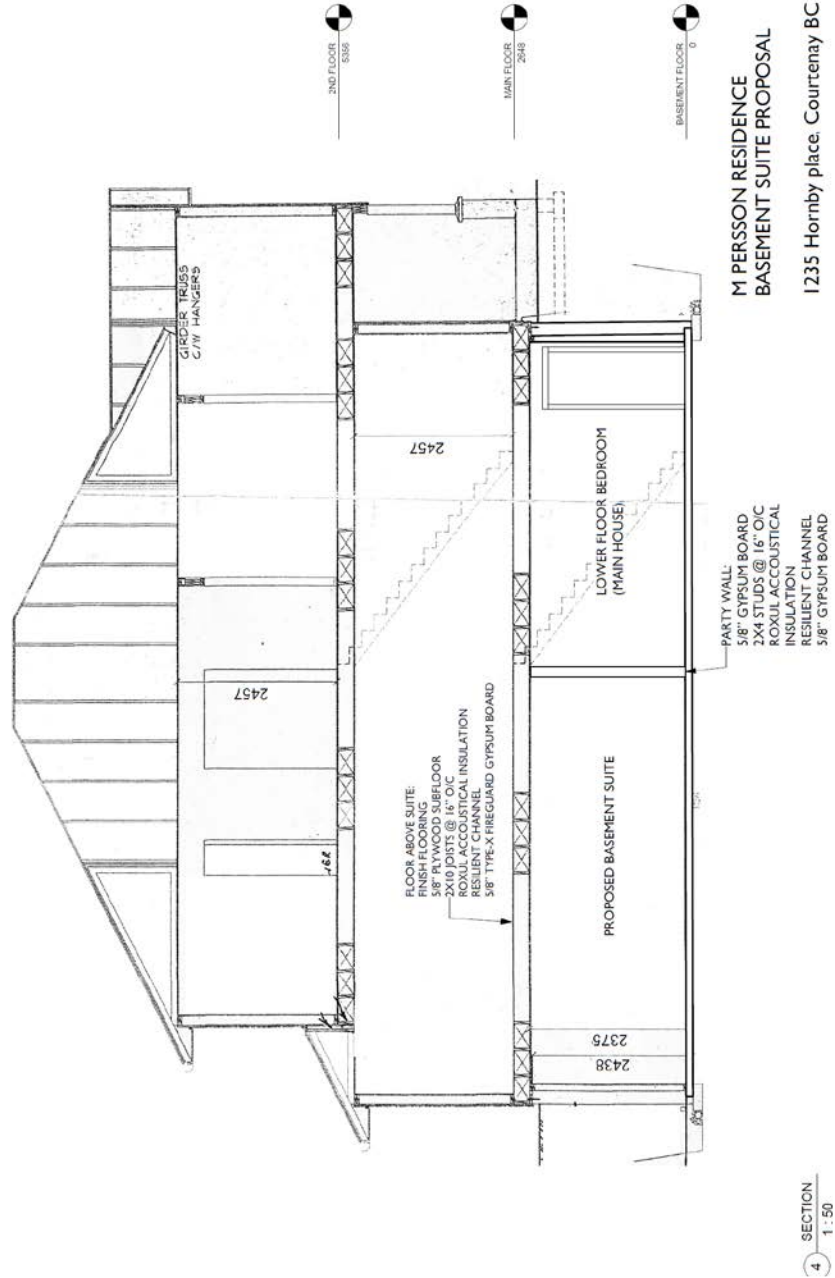 GIRDER TRUSS
C/W HANGERS
2ND FLOOR
5356
2457
MAIN FLOOR
2648
2457
FLOOR ABOVE SUITE:
FINISH FLOORING
5/8" PLYWOOD SUBFLOOR
2X10 JOISTS @ 16" O/C
ROXUL ACCOUSTICAL INSULATION
RESILIENT CHANNEL
5/8" TYPE-X FIREGUARD GYPSUM BOARD
PROPOSED BASEMENT SUITE
LOWER FLOOR BEDROOM
(MAIN HOUSE)
2438
2375
BASEMENT FLOOR
0
PARTY WALL:
5/8" GYPSUM BOARD
2X4 STUDS @ 16" O/C
ROXUL ACCOUSTICAL
INSULATION
RESILIENT CHANNEL
5/8" GYPSUM BOARD
M PERSSON RESIDENCE
BASEMENT SUITE PROPOSAL
1235 Hornby place. Courtenay BC
4
SECTION
1 : 50